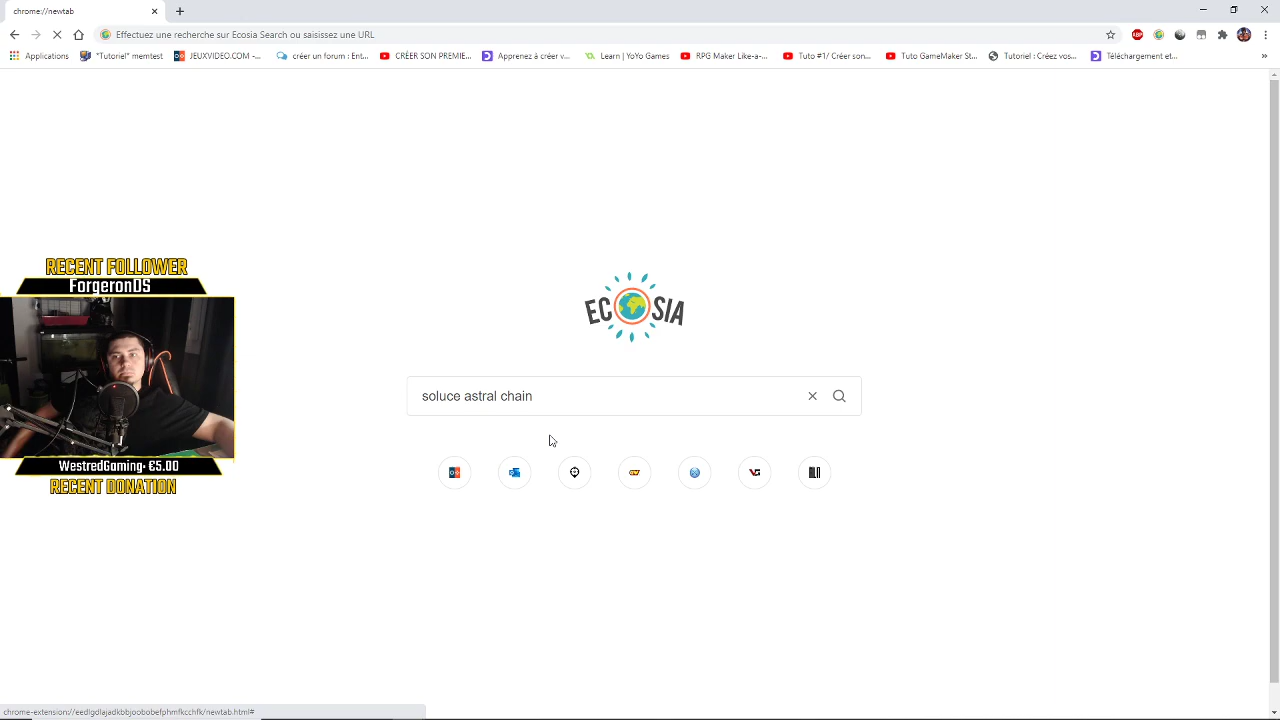 chrome://newtab
Effectuez une recherche sur Ecosia Search ou saisissez une URL
ABP
Applications
*Tutoriel* memtest
JEUXVIDEO.COM -...
créer un forum : Ent...
CRÉER SON PREMIE...
Apprenez à créer v...
Learn | YoYo Games
RPG Maker Like-a-...
Tuto #1/ Créer son...
Tuto GameMaker St...
Tutoriel : Créez vos...
Téléchargement et...
ECOSIA
soluce astral chain
RECENT FOLLOWER
ForgeronDS
WestredGaming- €5.00
RECENT DONATION
chrome-extension://eedlgdlajadkbbjoobobefphmfkcchfk/newtab.html#